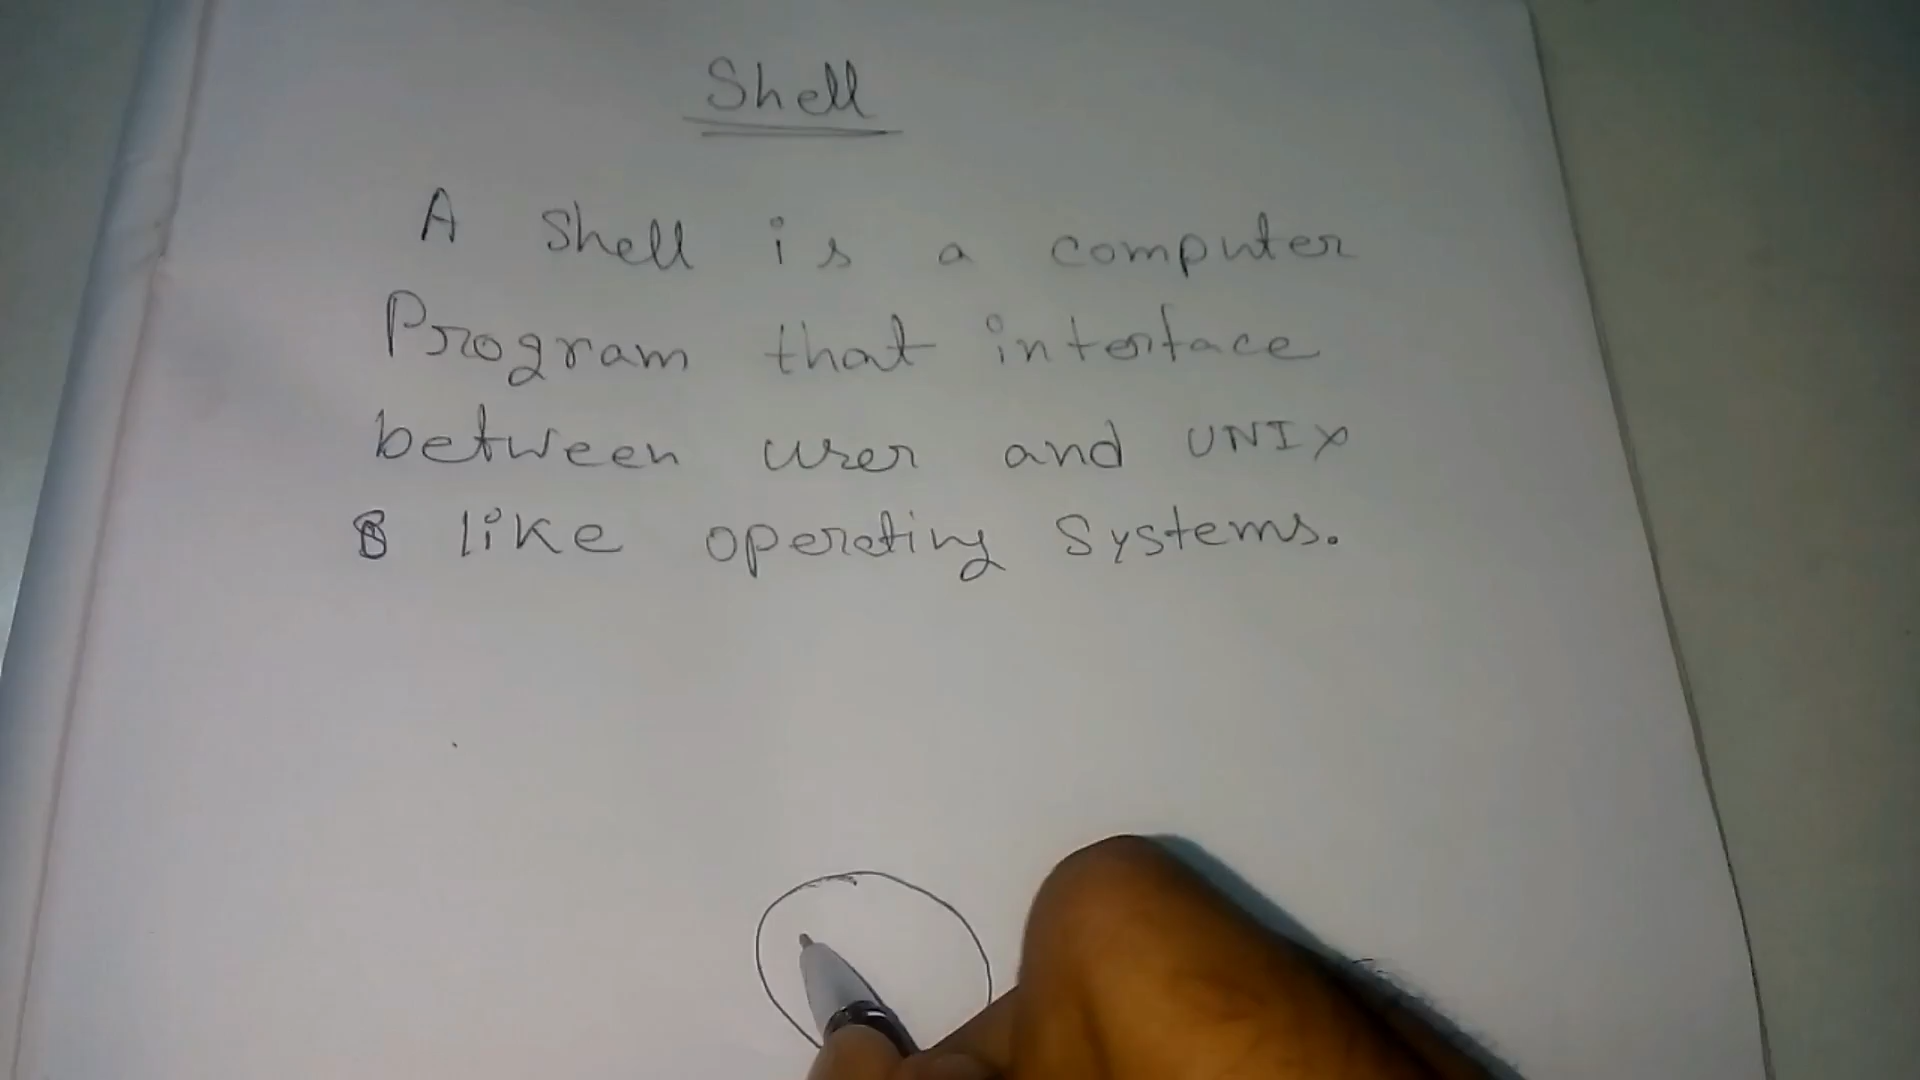 Shell
A Shell is a computer
Program that interface
between user and UNIX
like operating Systems.